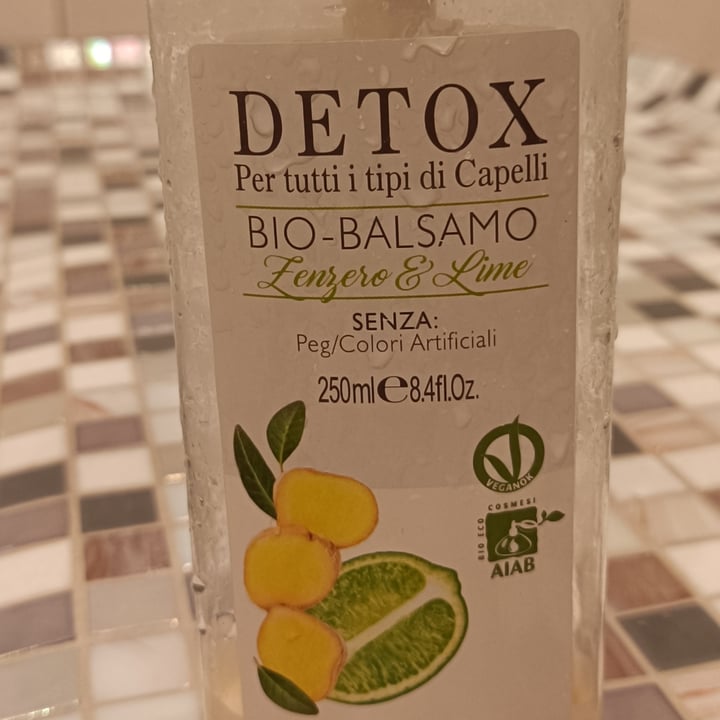 DETOX
Per tutti i tipi di Capelli
BIO-BALSAMO
Zenzero & Lime
SENZA:
Peg/Colori Artificiali
250ml℮8.4fl.Oz.
VEGANOK
COSMESI
BIO ECO
AIAB